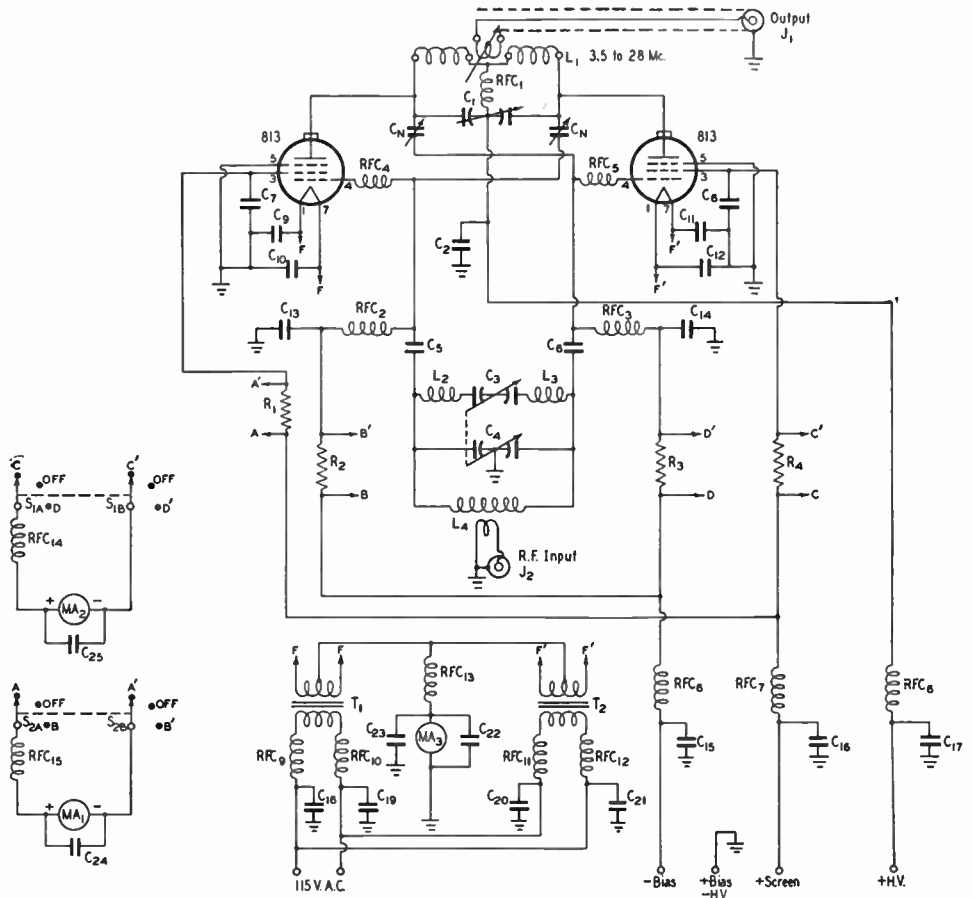 Output
J1
L1 3.5 to 28 Mc.
RFC1
C1
813
CN
CN
813
5
3
4
1
7
RFC4
RFC5
5
3
4
1
7
C7
C9
C10
F
F
C6
C11
C12
F'
F'
C2
C13
RFC2
RFC3
C14
C5
C6
L2
C3
L3
A'
R1
A
C4
B'
R2
B
D'
R3
D
C'
R4
C
L4
R.F. Input
J2
C
OFF
C'
OFF
S1A
D
S1B
D'
RFC14
+ MA2 −
C25
A
OFF
A'
OFF
S2A
B
S2B
B'
RFC15
+ MA1 −
C24
F
F
F'
F'
RFC13
T1
T2
C23
MA3
C22
RFC9
RFC10
RFC11
RFC12
C18
C19
C20
C21
RFC6
RFC7
RFC8
C15
C16
C17
115 V. A.C.
−Bias
+Bias
−H.V.
+Screen
+H.V.